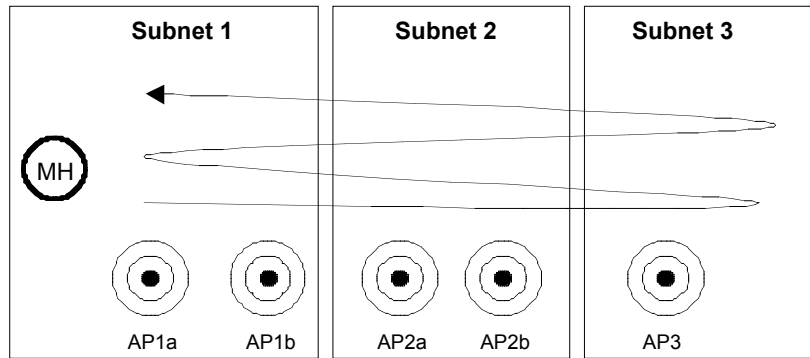 Subnet 1 Subnet 2 Subnet 3
MH
AP1a AP1b AP2a AP2b AP3